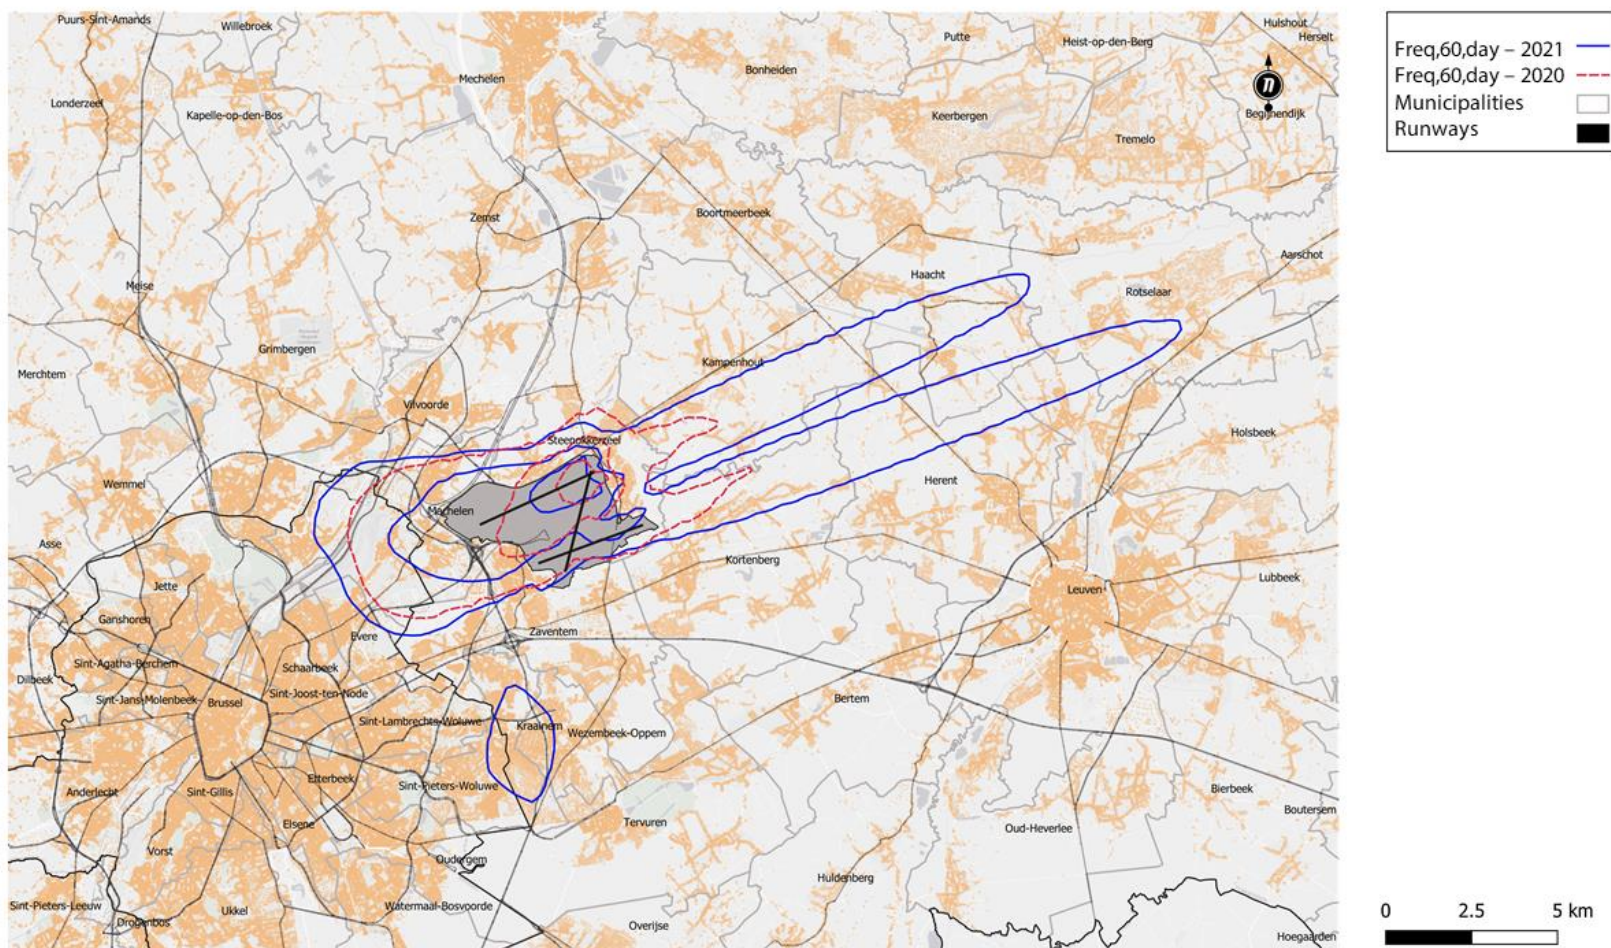 Puurs-Sint-Amands
Willebroek
Hulshout
Putte
Heist-op-den-Berg
Herselt
Mechelen
Bonheiden
n
Londerzeel
Kapelle-op-den-Bos
Keerbergen
Begijnendijk
Tremelo
Zemst
Boortmeerbeek
Aarschot
Haacht
Meise
Rotselaar
Grimbergen
Kampenhout
Merchtem
Vilvoorde
Steenokkerzeel
Holsbeek
Wemmel
Herent
Machelen
Asse
Kortenberg
Jette
Lubbeek
Leuven
Ganshoren
Evere
Zaventem
Sint-Agatha-Berchem
Schaarbeek
Dilbeek
Sint-Jans-Molenbeek
Brussel
Sint-Joost-ten-Node
Bertem
Sint-Lambrechts-Woluwe
Kraainem
Wezembeek-Oppem
Etterbeek
Sint-Pieters-Woluwe
Anderlecht
Sint-Gillis
Bierbeek
Boutersem
Elsene
Tervuren
Oud-Heverlee
Vorst
Oudergem
Huldenberg
Sint-Pieters-Leeuw
Ukkel
Watermaal-Bosvoorde
Drogenbos
Overijse
Hoegaarden
Freq,60,day – 2021
Freq,60,day – 2020
Municipalities
Runways
0 2.5 5 km